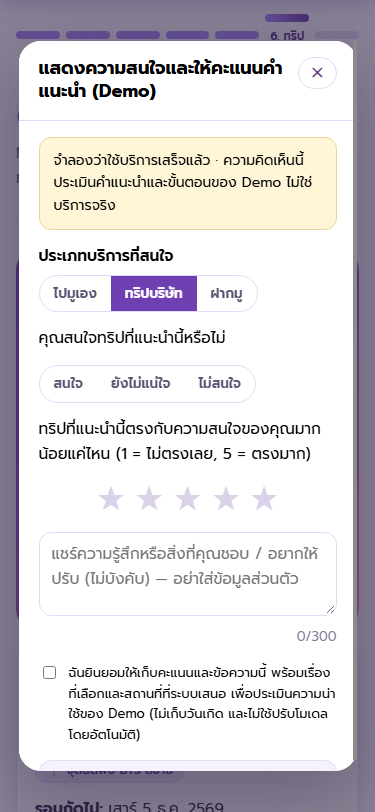 6. ทริป
แสดงความสนใจและให้คะแนนคำ
แนะนำ (Demo)
×
จำลองว่าใช้บริการเสร็จแล้ว · ความคิดเห็นนี้
ประเมินคำแนะนำและขั้นตอนของ Demo ไม่ใช่
บริการจริง
ประเภทบริการที่สนใจ
ไปมูเอง ทริปบริษัท ฝากมู
คุณสนใจทริปที่แนะนำนี้หรือไม่
สนใจ ยังไม่แน่ใจ ไม่สนใจ
ทริปที่แนะนำนี้ตรงกับความสนใจของคุณมาก
น้อยแค่ไหน (1 = ไม่ตรงเลย, 5 = ตรงมาก)
แชร์ความรู้สึกหรือสิ่งที่คุณชอบ / อยากให้
ปรับ (ไม่บังคับ) — อย่าใส่ข้อมูลส่วนตัว
0/300
ฉันยินยอมให้เก็บคะแนนและข้อความนี้ พร้อมเรื่อง
ที่เลือกและสถานที่ที่ระบบเสนอ เพื่อประเมินความน่า
ใช้ของ Demo (ไม่เก็บวันเกิด และไม่ใช้ปรับโมเดล
โดยอัตโนมัติ)
รอบถัดไป: เสาร์ 5 ธ.ค. 2569